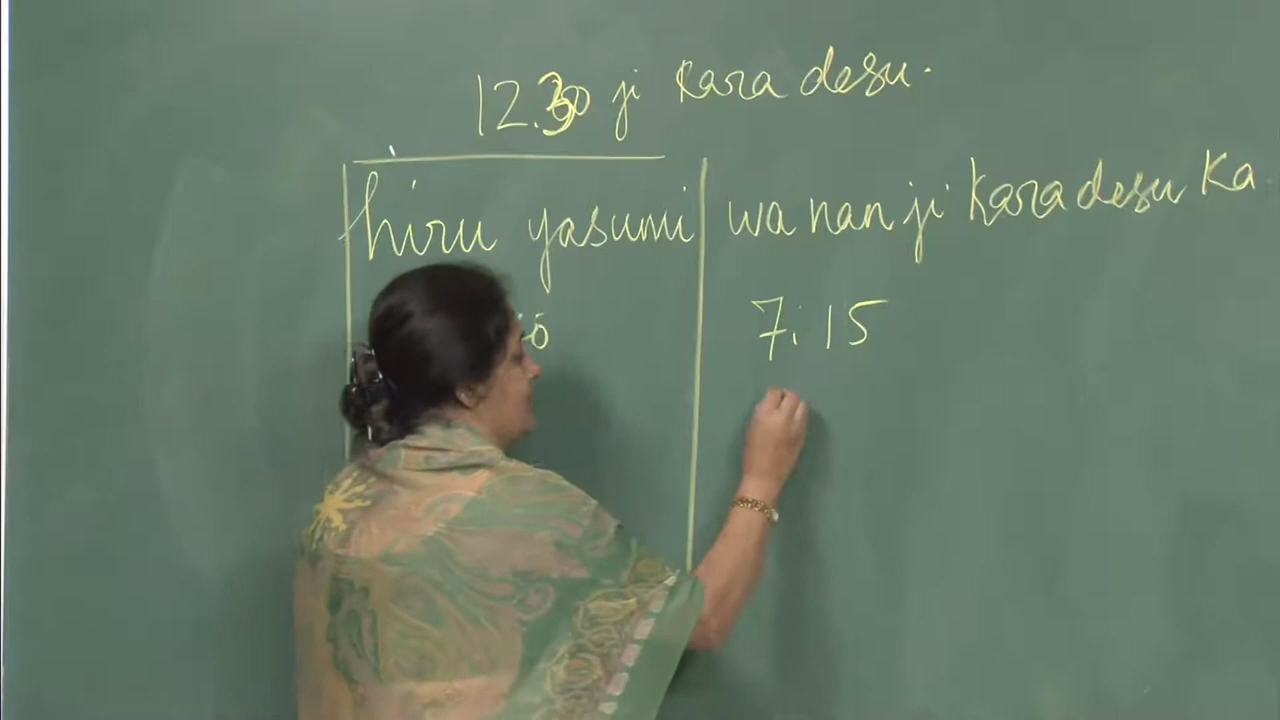 12.30 ji kara desu.
hiru yasumi wa nan ji kara desu ka
7:15